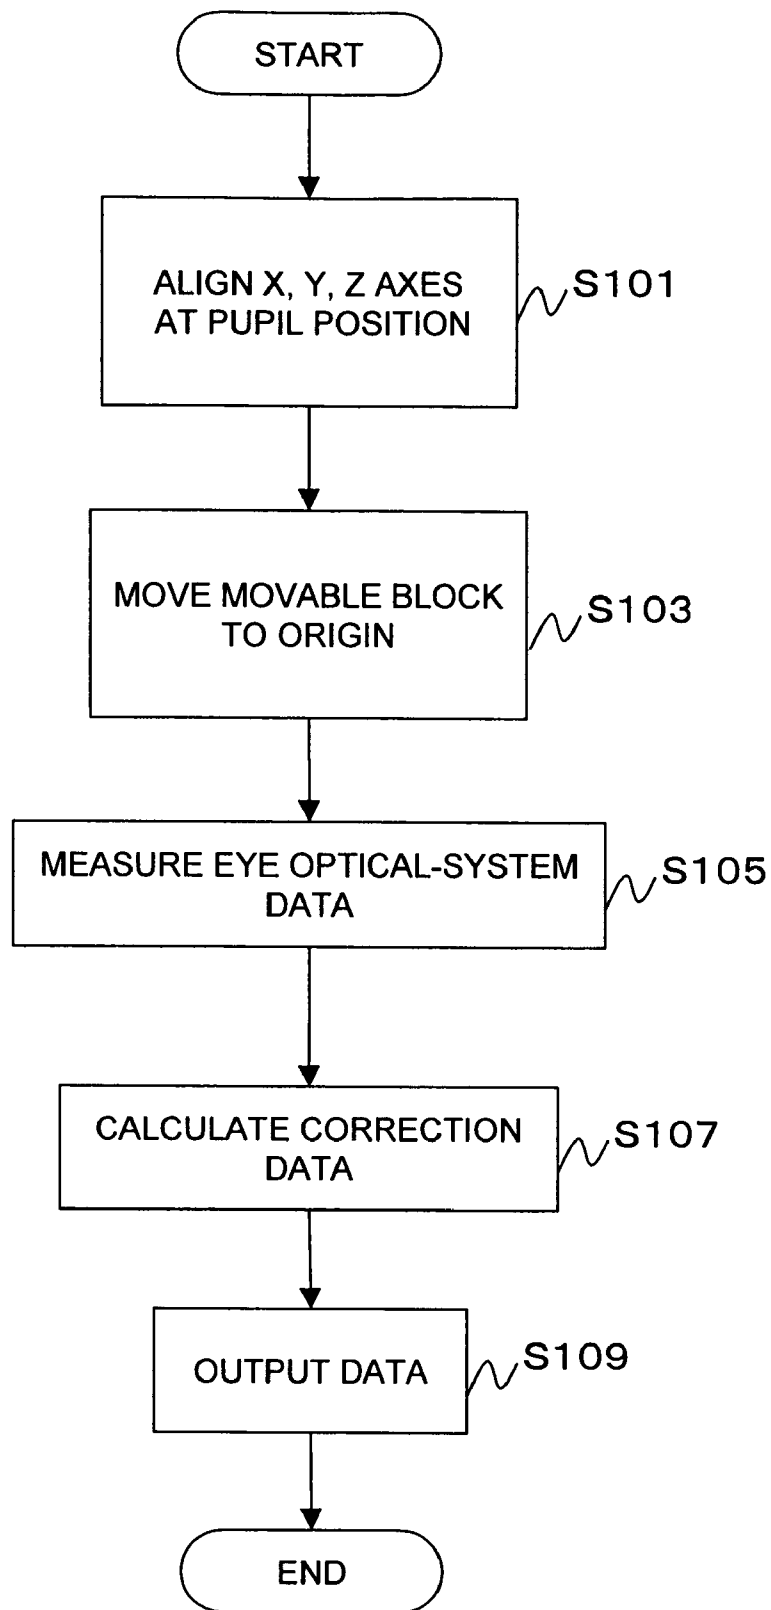 START
ALIGN X, Y, Z AXES
AT PUPIL POSITION
S101
MOVE MOVABLE BLOCK
TO ORIGIN
S103
MEASURE EYE OPTICAL-SYSTEM
DATA
S105
CALCULATE CORRECTION
DATA
S107
OUTPUT DATA
S109
END